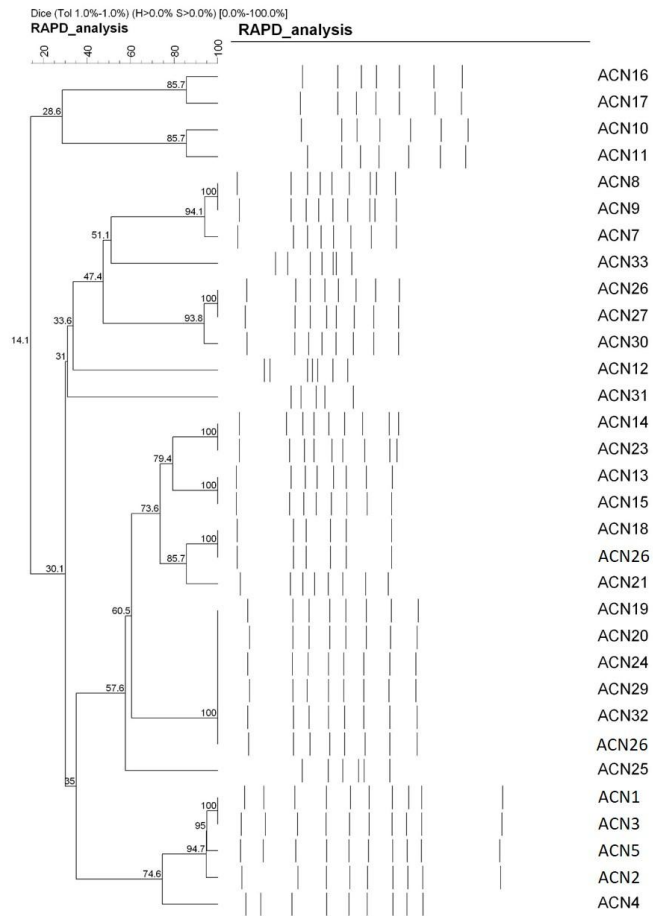 Dice (Tol 1.0%-1.0%) (H>0.0% S>0.0%) [0.0%-100.0%]
RAPD_analysis RAPD_analysis
20 40 60 80 100
ACN16
85.7
ACN17
28.6
ACN10
85.7
ACN11
ACN8
100
ACN9
94.1
ACN7
51.1
ACN33
47.4
ACN26
100
ACN27
93.8
33.6
ACN30
14.1
31
ACN12
ACN31
ACN14
100
ACN23
79.4
ACN13
100
ACN15
73.6
ACN18
100
ACN26
85.7
30.1
ACN21
60.5
ACN19
ACN20
ACN24
57.6
ACN29
100
ACN32
ACN26
ACN25
35
ACN1
100
ACN3
95
ACN5
94.7
74.6
ACN2
ACN4